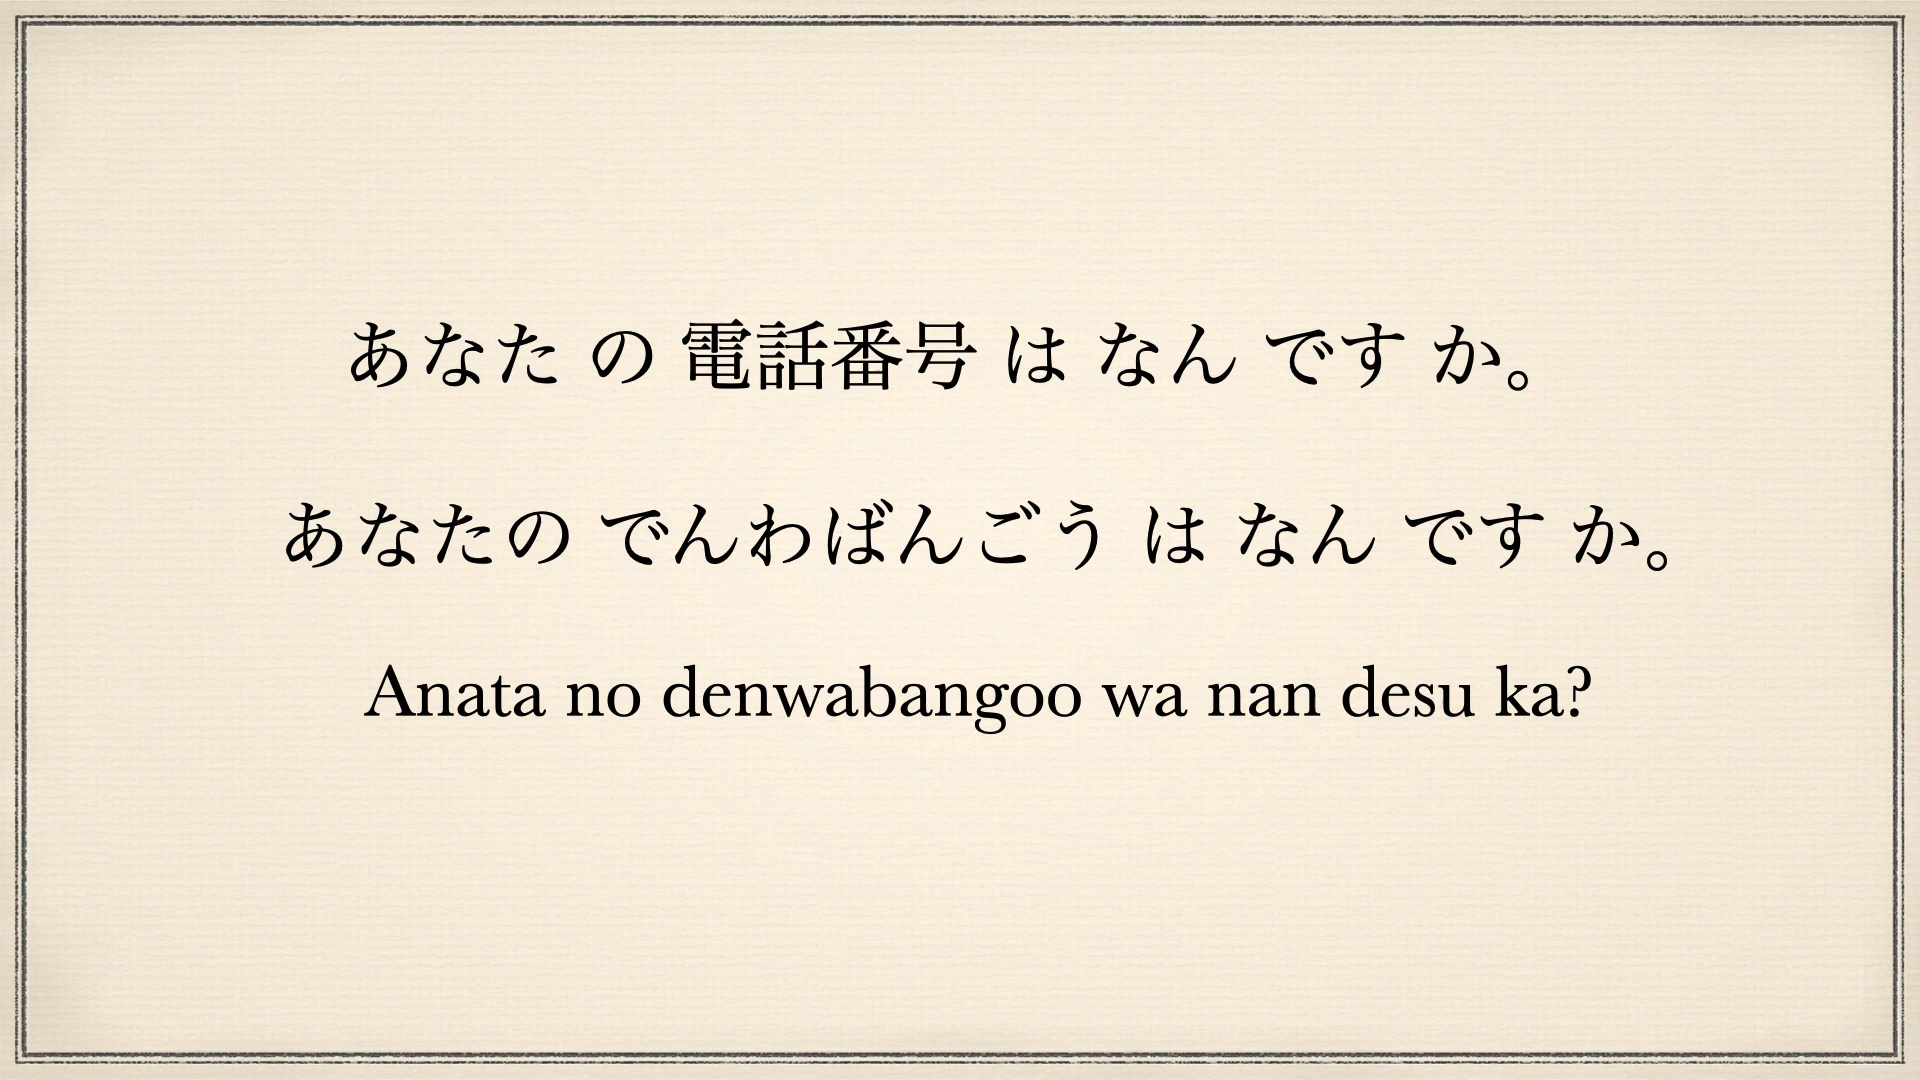 あなた の 電話番号 は なん です か。
あなたの でんわばんごう は なん です か。
Anata no denwabangoo wa nan desu ka?